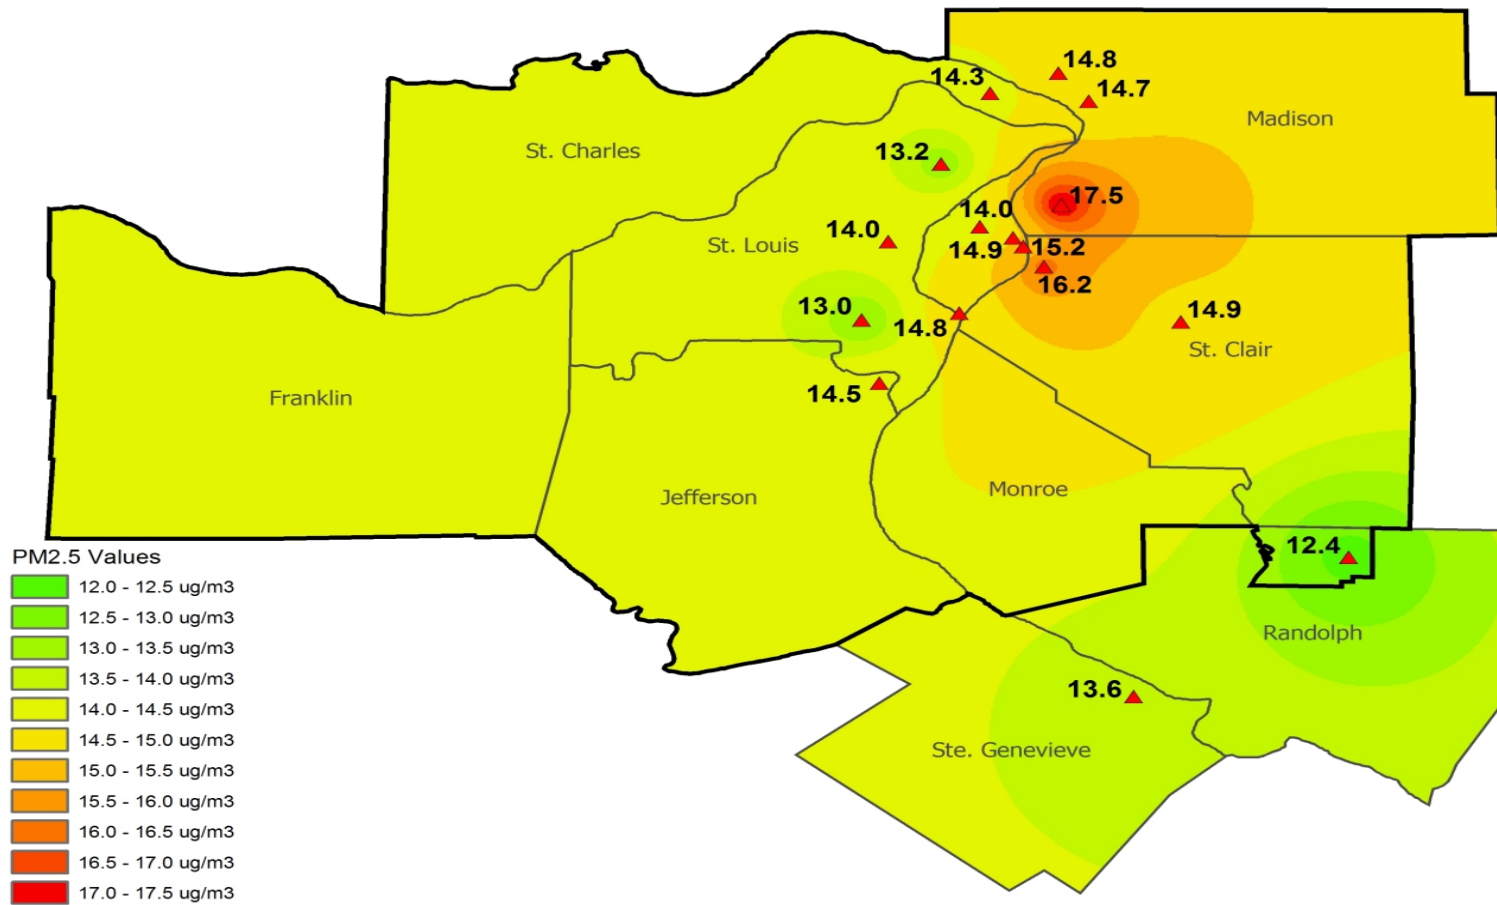 14.8
14.3
14.7
Madison
St. Charles
13.2
17.5
14.0
14.0
St. Louis
14.9
15.2
16.2
13.0
14.8
14.9
St. Clair
14.5
Franklin
Jefferson
Monroe
12.4
Randolph
13.6
Ste. Genevieve
PM2.5 Values
12.0 - 12.5 ug/m3
12.5 - 13.0 ug/m3
13.0 - 13.5 ug/m3
13.5 - 14.0 ug/m3
14.0 - 14.5 ug/m3
14.5 - 15.0 ug/m3
15.0 - 15.5 ug/m3
15.5 - 16.0 ug/m3
16.0 - 16.5 ug/m3
16.5 - 17.0 ug/m3
17.0 - 17.5 ug/m3